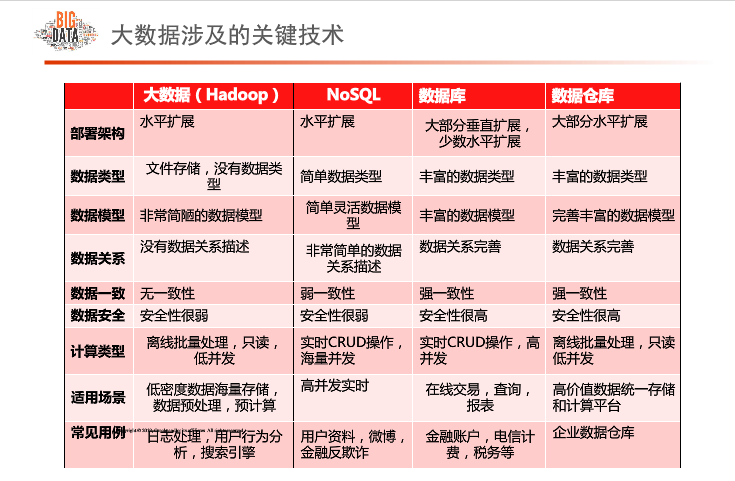 BIG
DATA
大数据涉及的关键技术
大数据（Hadoop） NoSQL 数据库 数据仓库
部署架构 水平扩展 水平扩展 大部分垂直扩展，少数水平扩展 大部分水平扩展
数据类型 文件存储，没有数据类型 简单数据类型 丰富的数据类型 丰富的数据类型
数据模型 非常简陋的数据模型 简单灵活数据模型 丰富的数据模型 完善丰富的数据模型
数据关系 没有数据关系描述 非常简单的数据关系描述 数据关系完善 数据关系完善
数据一致 无一致性 弱一致性 强一致性 强一致性
数据安全 安全性很弱 安全性很弱 安全性很高 安全性很高
计算类型 离线批量处理，只读，低并发 实时CRUD操作，海量并发 实时CRUD操作，高并发 离线批量处理，只读低并发
适用场景 低密度数据海量存储，数据预处理，预计算 高并发实时 在线交易，查询，报表 高价值数据统一存储和计算平台
常见用例 日志处理，用户行为分析，搜索引擎 用户资料，微博，金融反欺诈 金融账户，电信计费，税务等 企业数据仓库